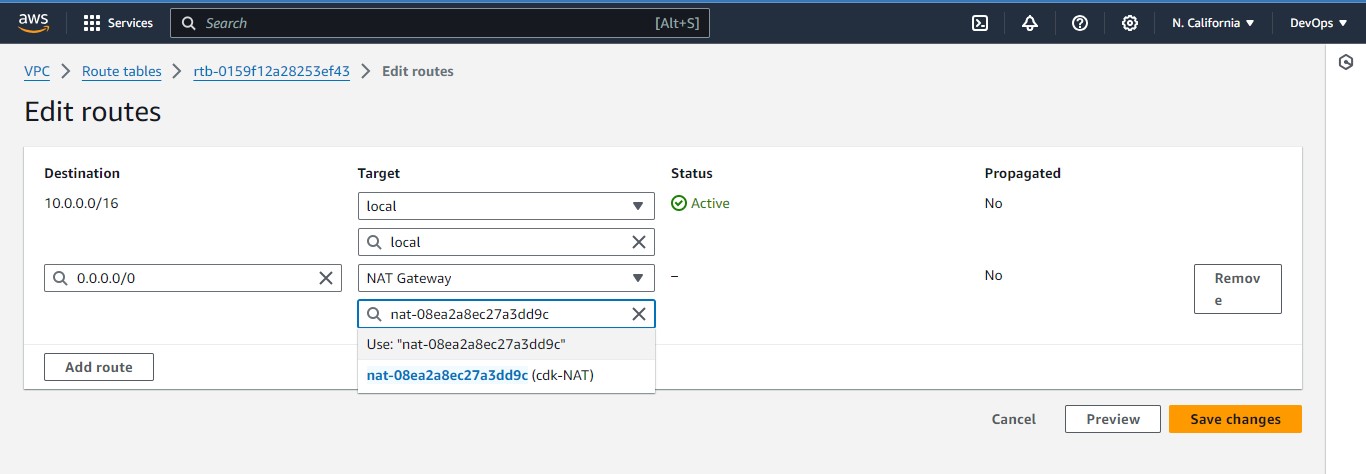 aws Services Search [Alt+S] N. California DevOps
VPC Route tables rtb-0159f12a28253ef43 Edit routes
Edit routes
Destination Target Status Propagated
10.0.0.0/16 local Active No
local
0.0.0.0/0 NAT Gateway – No Remov
e
nat-08ea2a8ec27a3dd9c
Use: "nat-08ea2a8ec27a3dd9c"
Add route
nat-08ea2a8ec27a3dd9c (cdk-NAT)
Cancel Preview Save changes